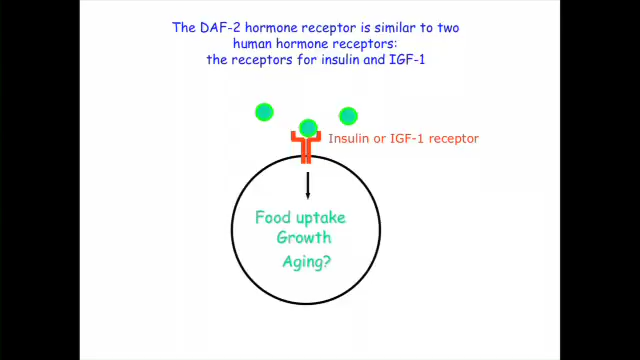 The DAF-2 hormone receptor is similar to two
human hormone receptors:
the receptors for insulin and IGF-1
Insulin or IGF-1 receptor
Food uptake
Growth
Aging?